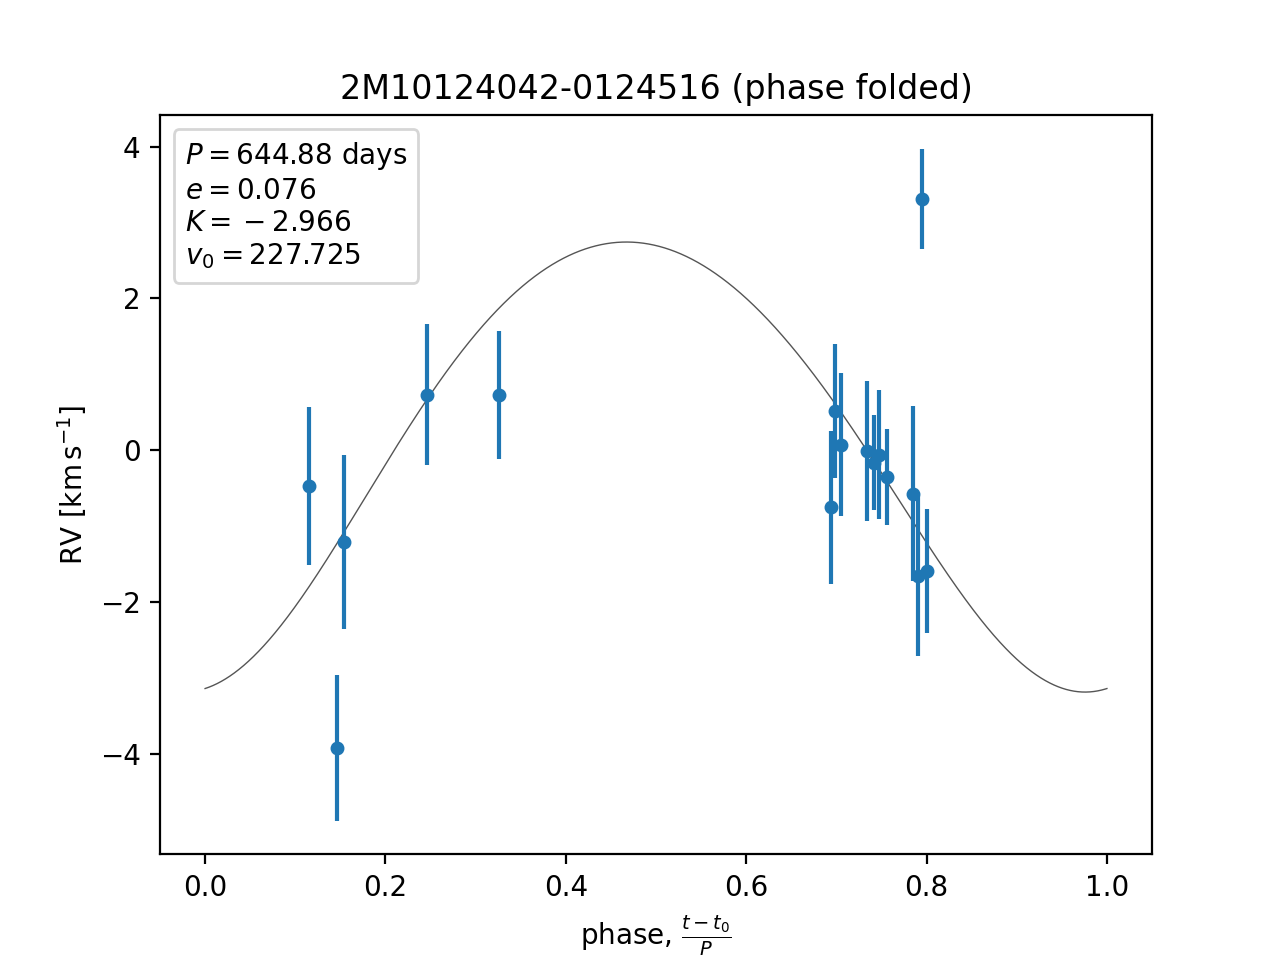 2M10124042-0124516 (phase folded)
P = 644.88 days
e = 0.076
K = −2.966
v₀ = 227.725
4
2
0
−2
−4
RV [km s⁻¹]
0.0 0.2 0.4 0.6 0.8 1.0
phase, (t − t₀)/P